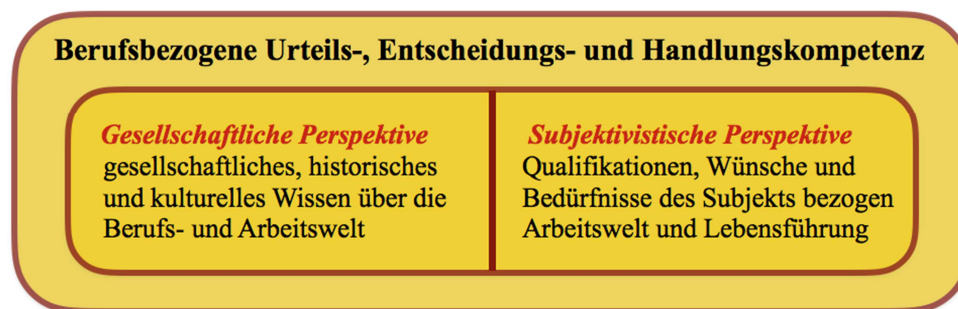 Berufsbezogene Urteils-, Entscheidungs- und Handlungskompetenz
Gesellschaftliche Perspektive
gesellschaftliches, historisches
und kulturelles Wissen über die
Berufs- und Arbeitswelt
Subjektivistische Perspektive
Qualifikationen, Wünsche und
Bedürfnisse des Subjekts bezogen
Arbeitswelt und Lebensführung